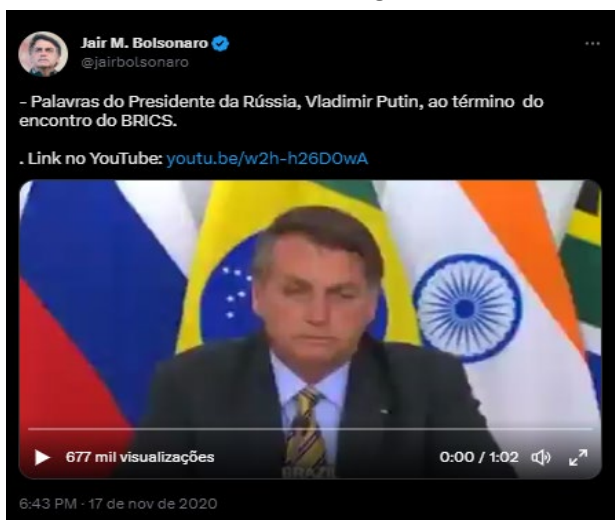 Jair M. Bolsonaro
@jairbolsonaro
- Palavras do Presidente da Rússia, Vladimir Putin, ao término do
encontro do BRICS.
. Link no YouTube: youtu.be/w2h-h26D0wA
BRAZIL
677 mil visualizações
0:00 / 1:02
6:43 PM · 17 de nov de 2020